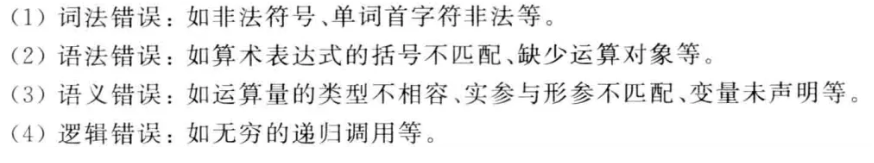 (1) 词法错误：如非法符号、单词首字符非法等。
(2) 语法错误：如算术表达式的括号不匹配、缺少运算对象等。
(3) 语义错误：如运算量的类型不相容、实参与形参不匹配、变量未声明等。
(4) 逻辑错误：如无穷的递归调用等。